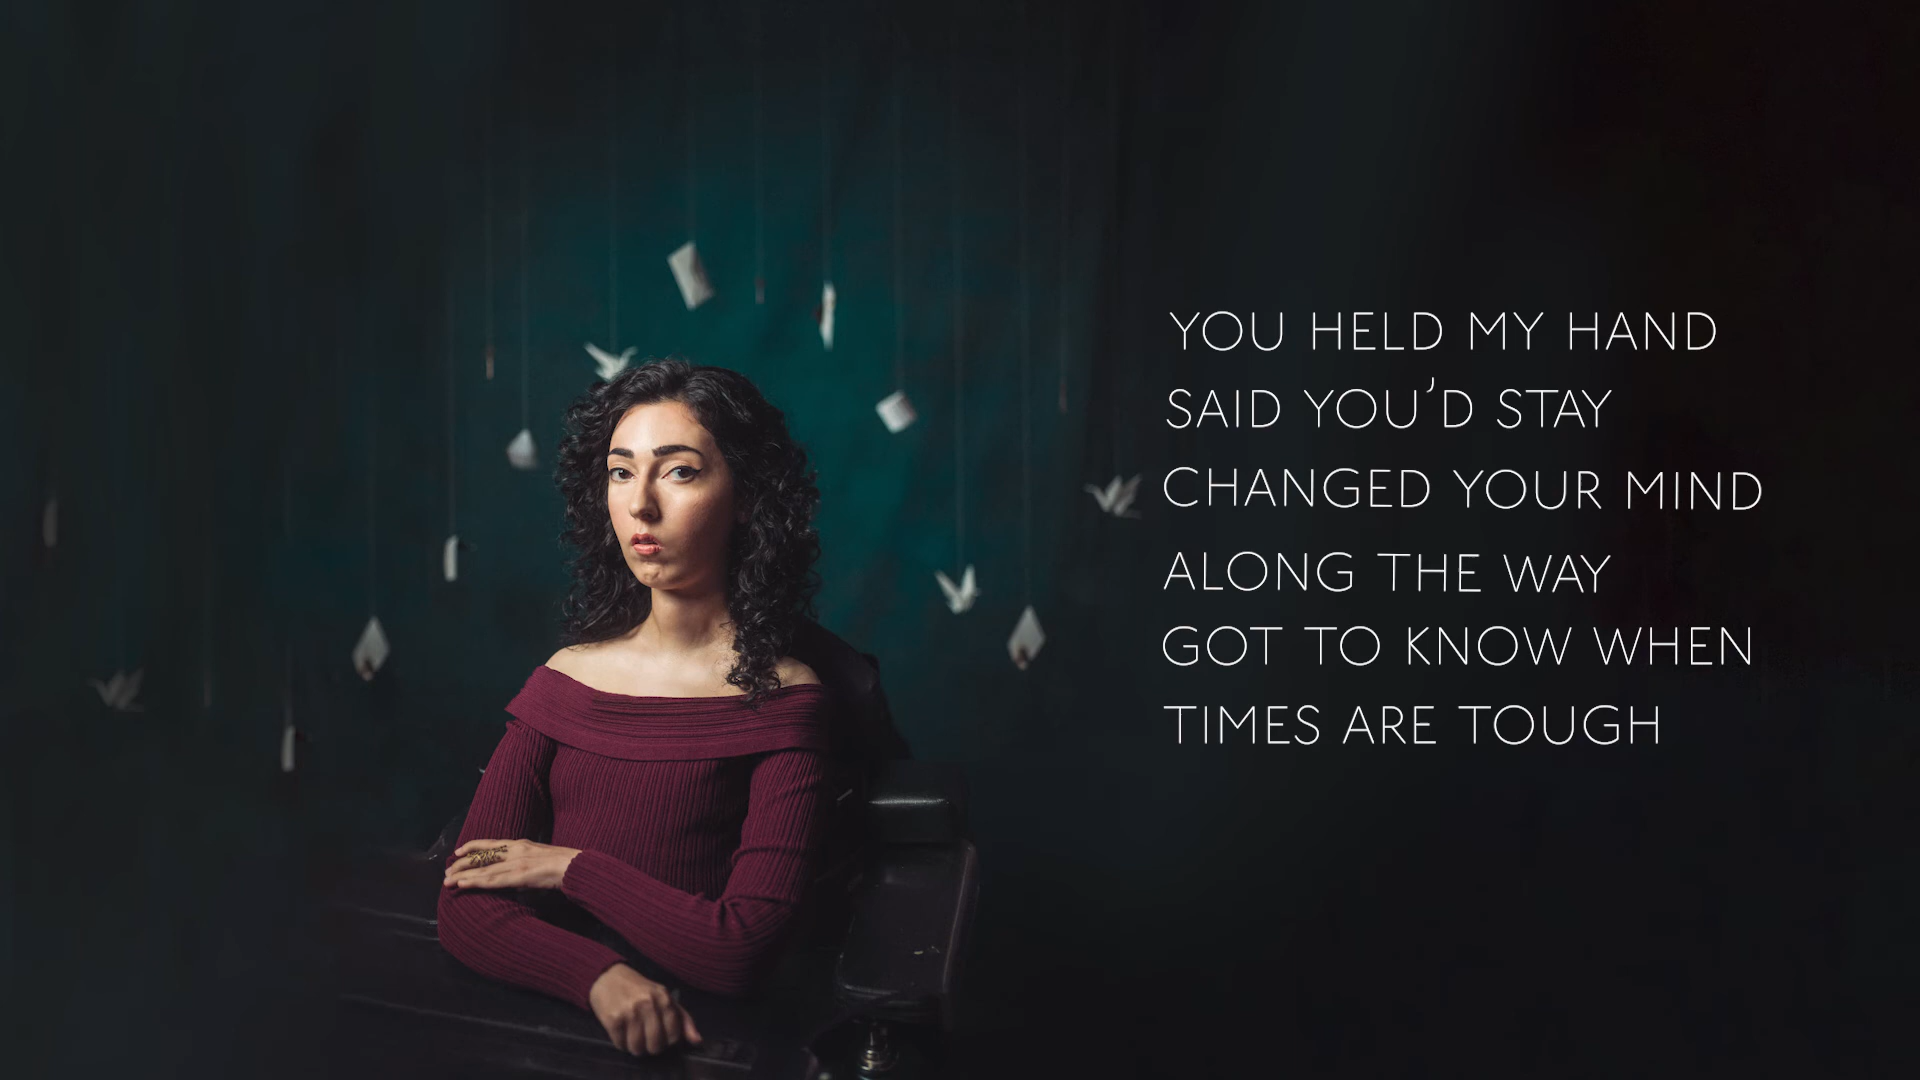 YOU HELD MY HAND
SAID YOU'D STAY
CHANGED YOUR MIND
ALONG THE WAY
GOT TO KNOW WHEN
TIMES ARE TOUGH